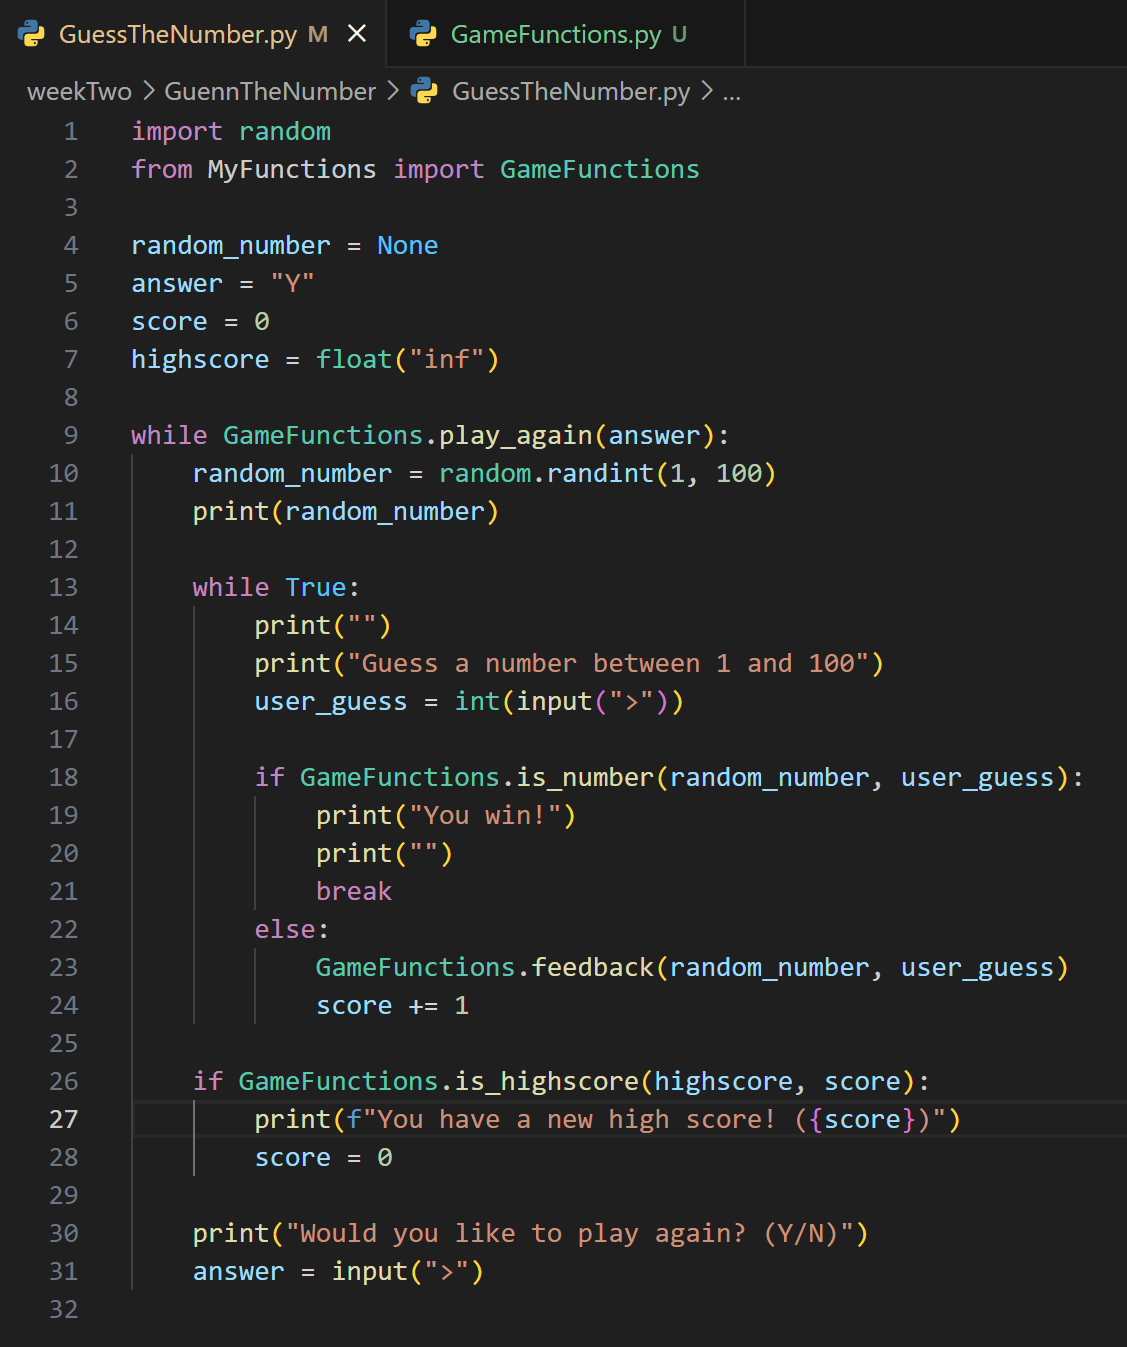 GuessTheNumber.py M × GameFunctions.py U
weekTwo > GuennTheNumber > GuessTheNumber.py > ...
1 import random
2 from MyFunctions import GameFunctions
3
4 random_number = None
5 answer = "Y"
6 score = 0
7 highscore = float("inf")
8
9 while GameFunctions.play_again(answer):
10     random_number = random.randint(1, 100)
11     print(random_number)
12
13     while True:
14         print("")
15         print("Guess a number between 1 and 100")
16         user_guess = int(input(">"))
17
18         if GameFunctions.is_number(random_number, user_guess):
19             print("You win!")
20             print("")
21             break
22         else:
23             GameFunctions.feedback(random_number, user_guess)
24             score += 1
25
26     if GameFunctions.is_highscore(highscore, score):
27         print(f"You have a new high score! ({score})")
28         score = 0
29
30     print("Would you like to play again? (Y/N)")
31     answer = input(">")
32